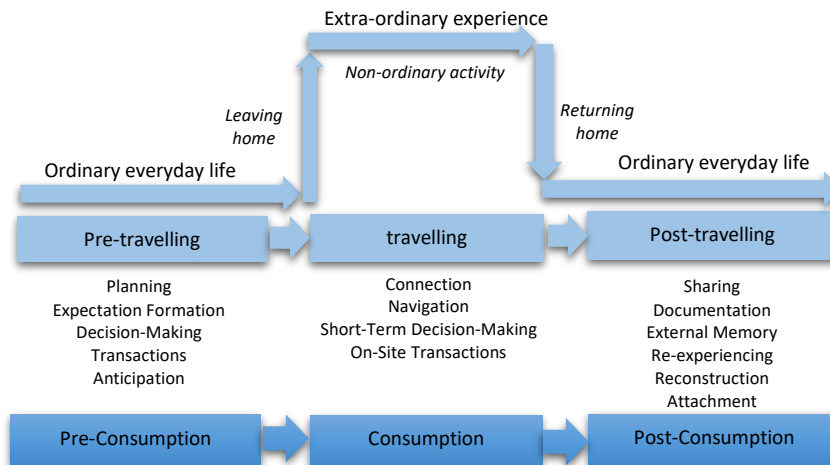 Extra-ordinary experience
Non-ordinary activity
Leaving
home
Returning
home
Ordinary everyday life
Ordinary everyday life
Pre-travelling
travelling
Post-travelling
Planning
Expectation Formation
Decision-Making
Transactions
Anticipation
Connection
Navigation
Short-Term Decision-Making
On-Site Transactions
Sharing
Documentation
External Memory
Re-experiencing
Reconstruction
Attachment
Pre-Consumption
Consumption
Post-Consumption